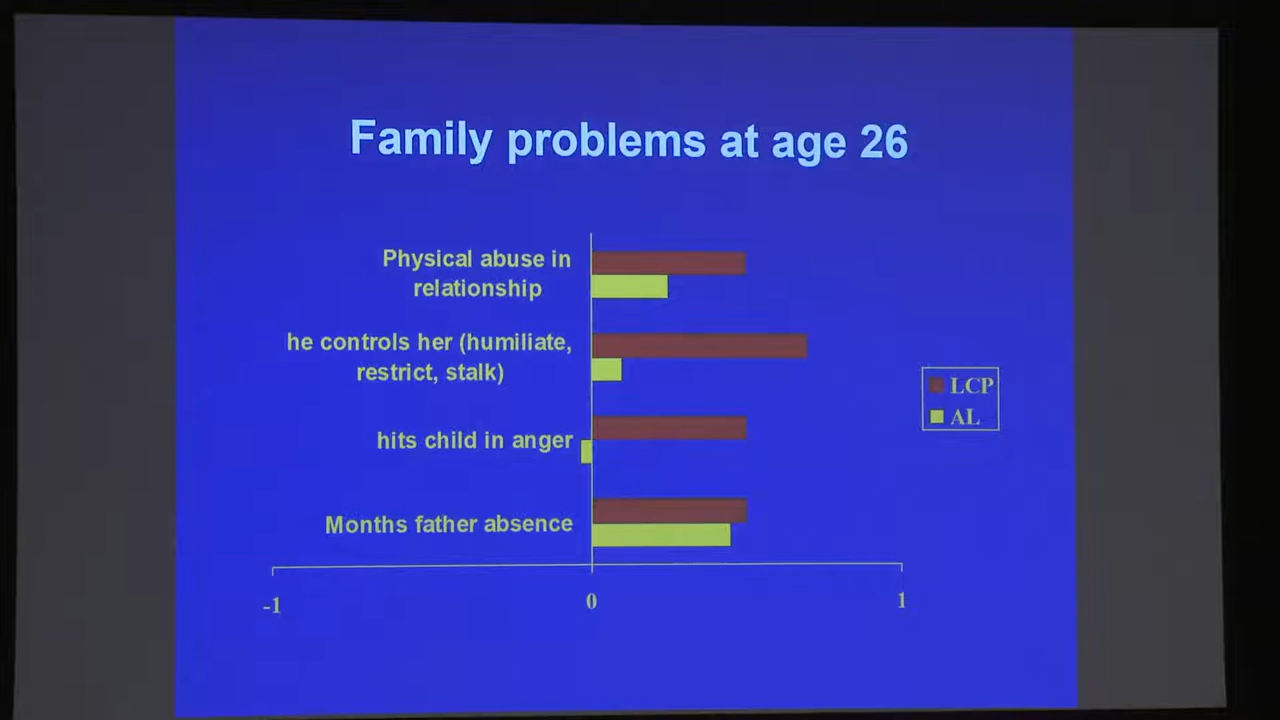 Family problems at age 26
Physical abuse in
relationship
he controls her (humiliate,
restrict, stalk)
hits child in anger
Months father absence
LCP
AL
-1
0
1